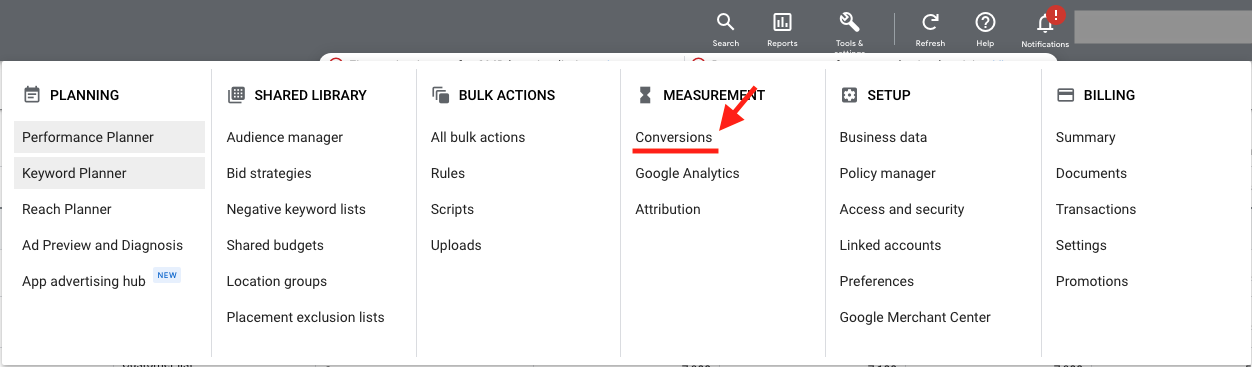 Search
Reports
Tools &
settings
Refresh
Help
Notifications
PLANNING
Performance Planner
Keyword Planner
Reach Planner
Ad Preview and Diagnosis
App advertising hub NEW
SHARED LIBRARY
Audience manager
Bid strategies
Negative keyword lists
Shared budgets
Location groups
Placement exclusion lists
BULK ACTIONS
All bulk actions
Rules
Scripts
Uploads
MEASUREMENT
Conversions
Google Analytics
Attribution
SETUP
Business data
Policy manager
Access and security
Linked accounts
Preferences
Google Merchant Center
BILLING
Summary
Documents
Transactions
Settings
Promotions